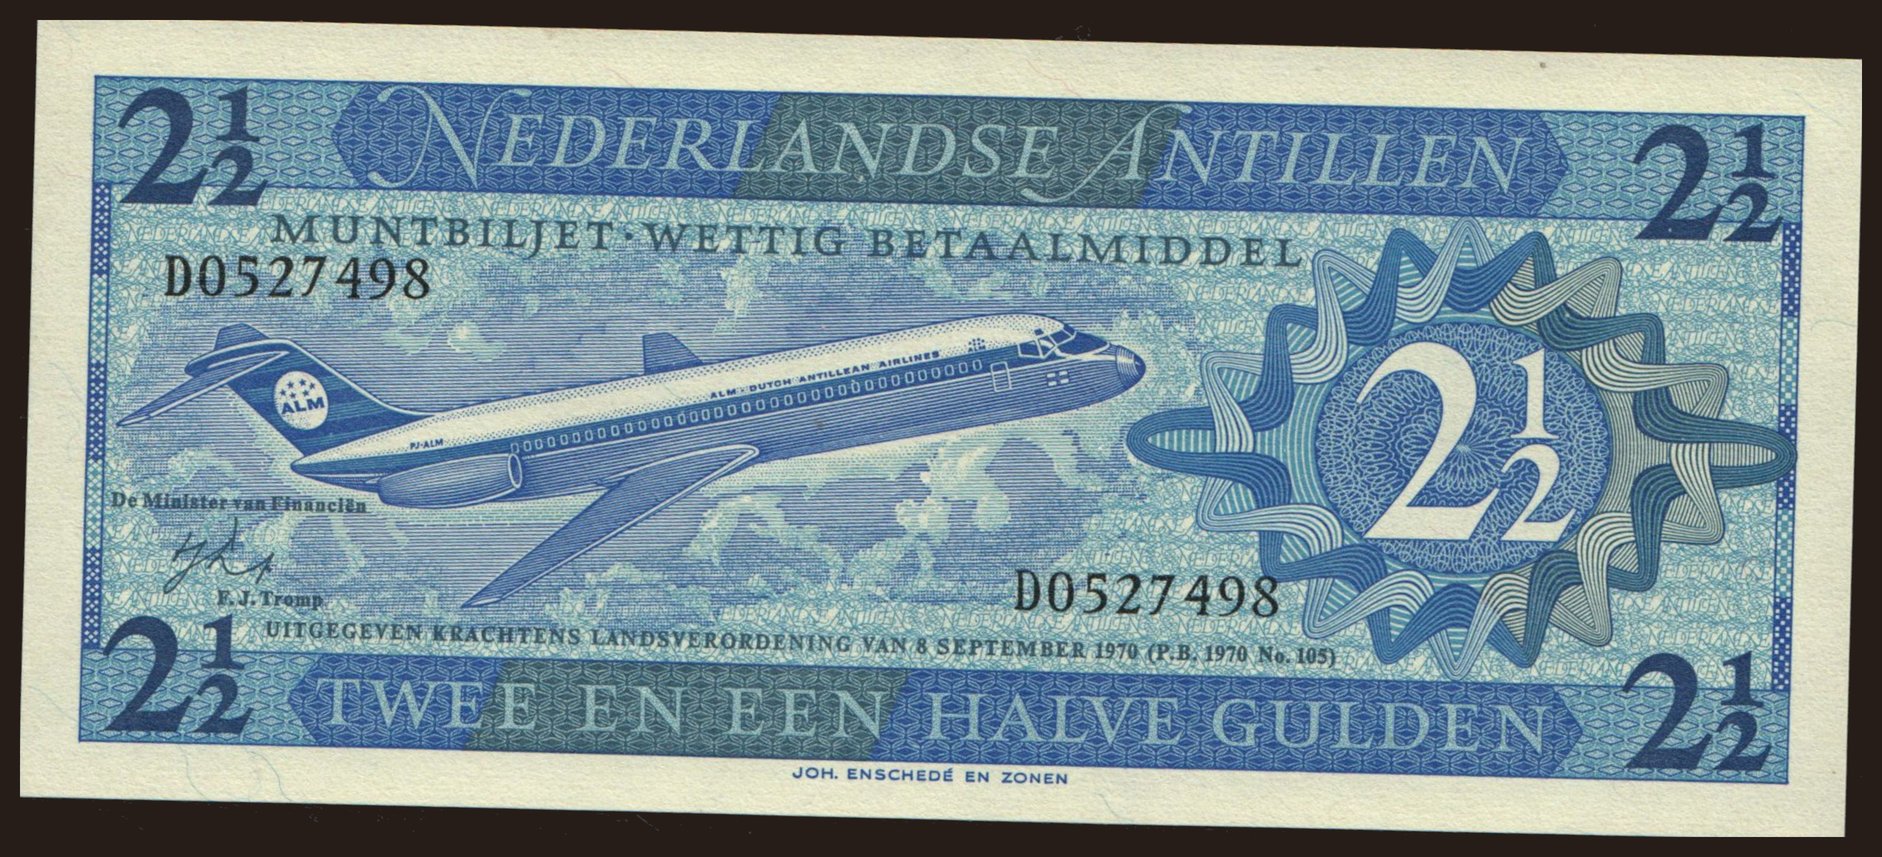 2½ NEDERLANDSE ANTILLEN 2½
MUNTBILJET · WETTIG BETAALMIDDEL
D0527498
ALM - DUTCH ANTILLEAN AIRLINES
ALM
PJ-ALM
2½
De Minister van Financiën
F. J. Tromp
D0527498
UITGEGEVEN KRACHTENS LANDSVERORDENING VAN 8 SEPTEMBER 1970 (P.B. 1970 No. 105)
2½ TWEE EN EEN HALVE GULDEN 2½
JOH. ENSCHEDÉ EN ZONEN